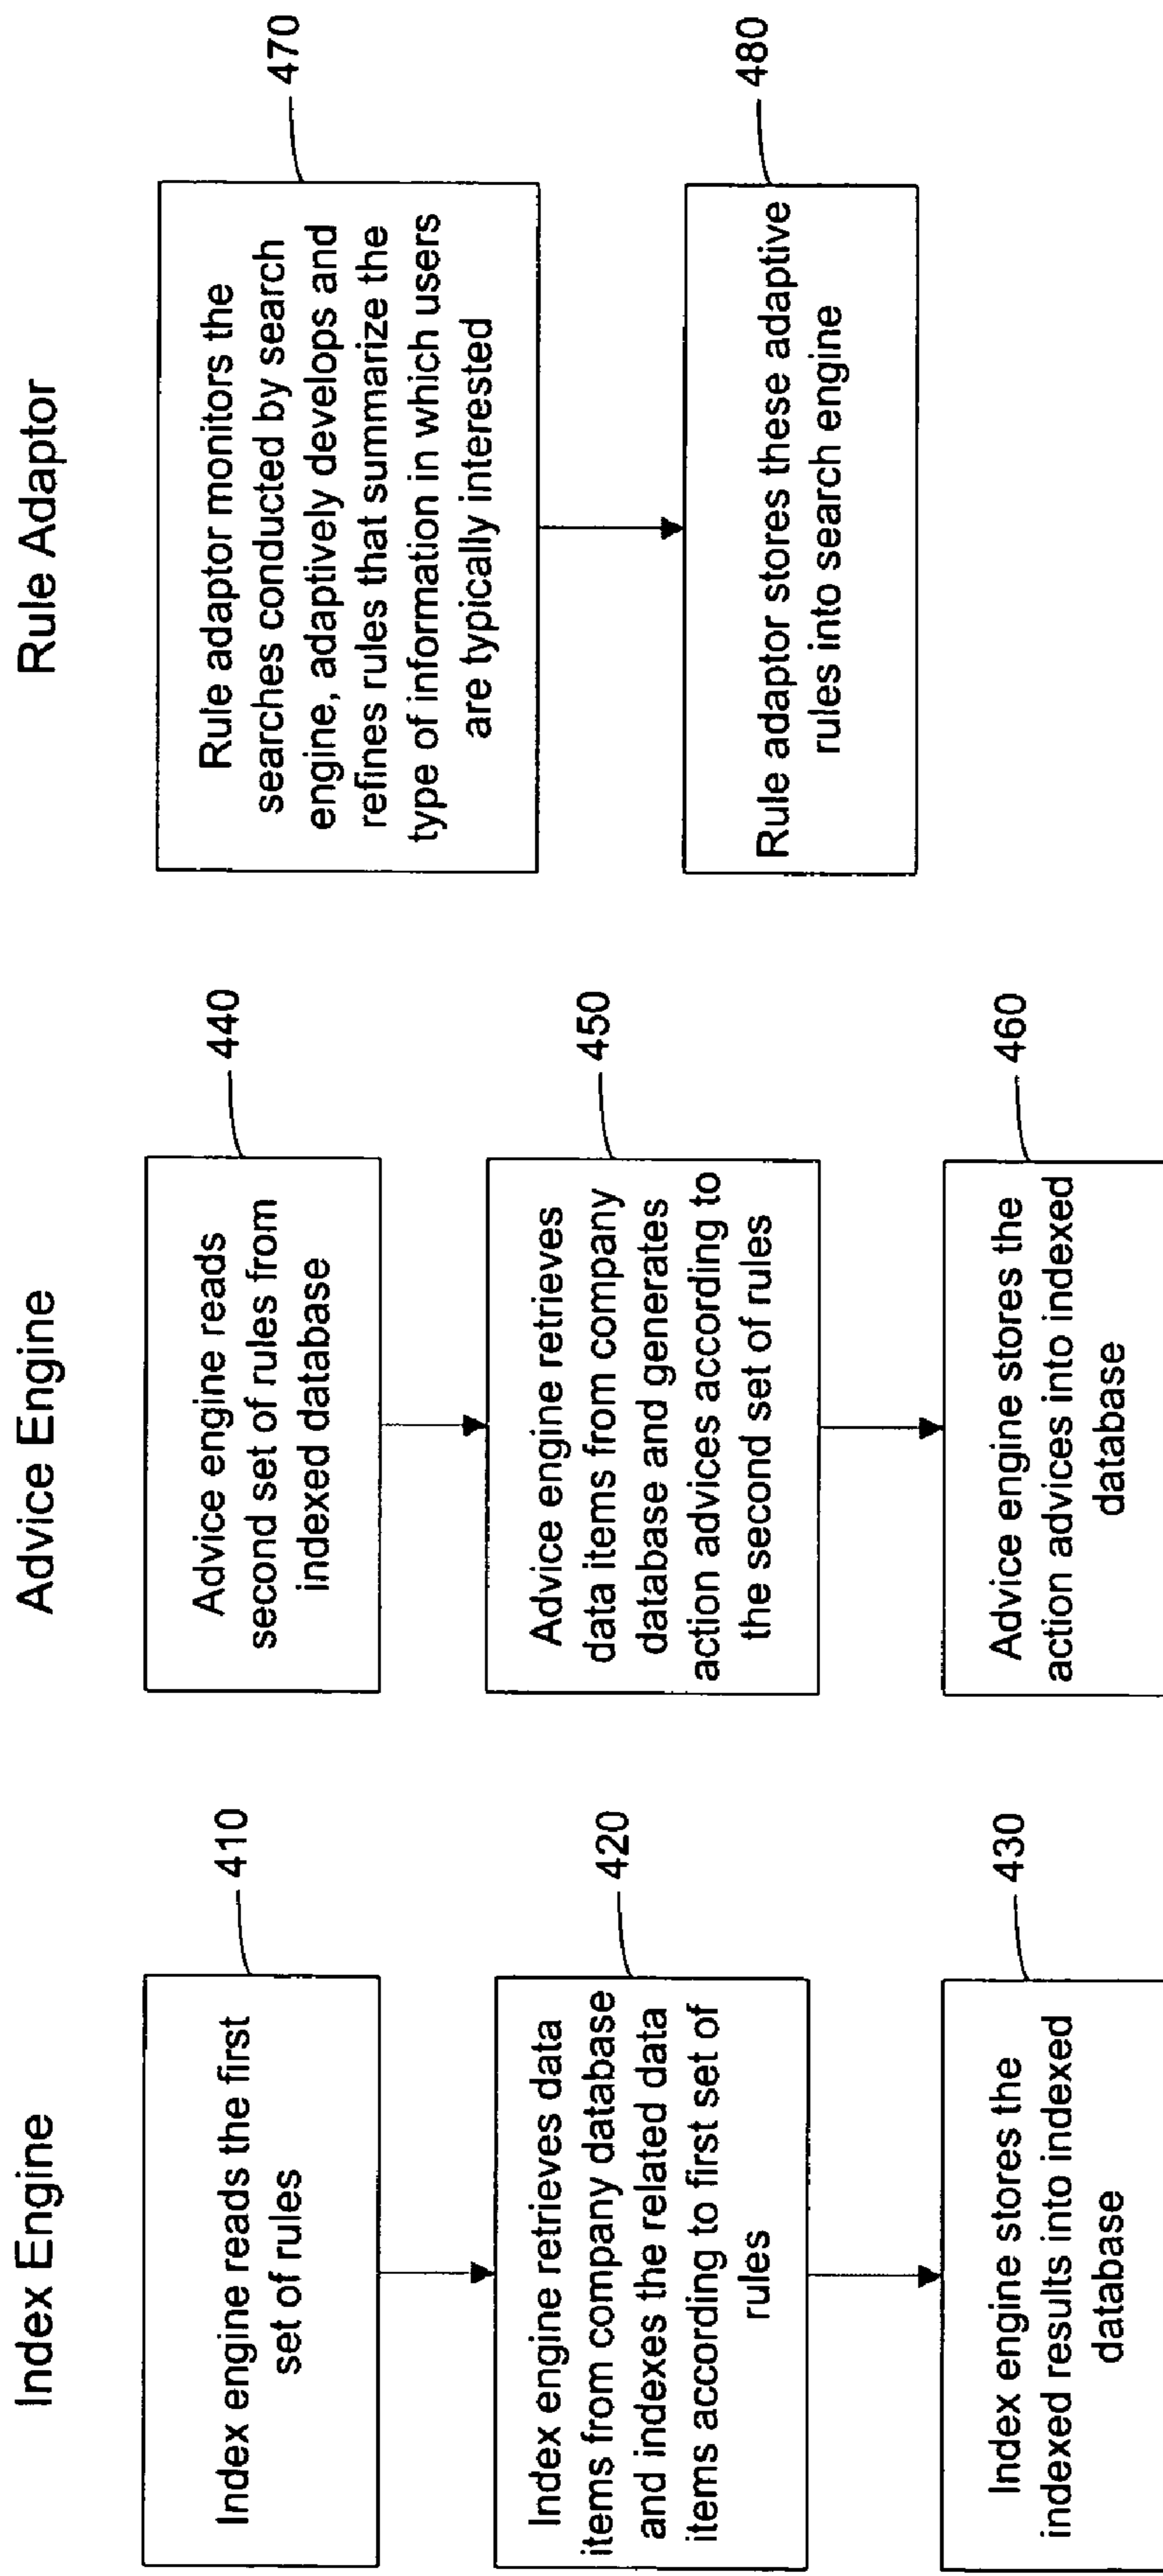 Index Engine
Index engine reads the first
set of rules
410
Index engine retrieves data
items from company database
and indexes the related data
items according to first set of
rules
420
Index engine stores the
indexed results into indexed
database
430
Advice Engine
Advice engine reads
second set of rules from
indexed database
440
Advice engine retrieves
data items from company
database and generates
action advices according to
the second set of rules
450
Advice engine stores the
action advices into indexed
database
460
Rule Adaptor
Rule adaptor monitors the
searches conducted by search
engine, adaptively develops and
refines rules that summarize the
type of information in which users
are typically interested
470
Rule adaptor stores these adaptive
rules into search engine
480